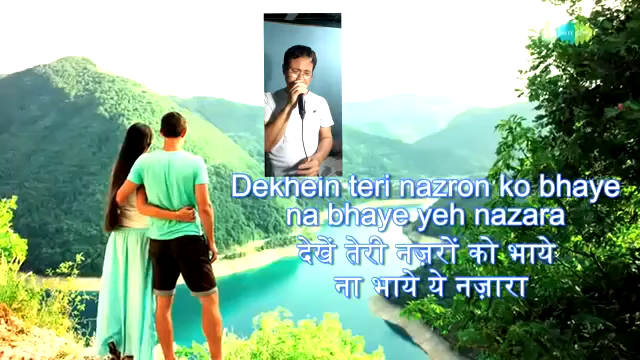 Dekhein teri nazron ko bhaye
na bhaye yeh nazara
देखें तेरी नज़रों को भाये
ना भाये ये नज़ारा